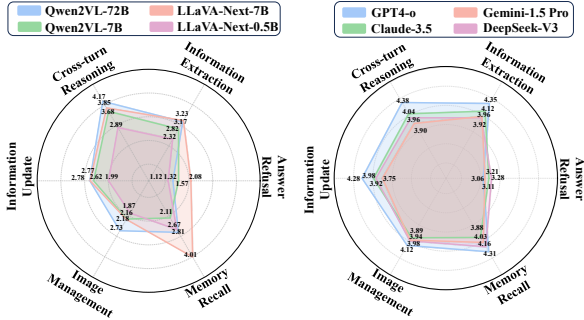 Qwen2VL-72B LLaVA-Next-7B
Qwen2VL-7B LLaVA-Next-0.5B
Cross-turn
Reasoning
Information
Extraction
4.17
3.85
3.68
2.89
3.23
3.17
2.82
2.32
Information
Update
2.77
2.78
2.62
1.99
1.12
1.32
1.57
2.08
Answer
Refusal
1.87
2.16
2.18
2.73
2.11
2.67
2.81
4.01
Image
Management
Memory
Recall
GPT4-o Gemini-1.5 Pro
Claude-3.5 DeepSeek-V3
Cross-turn
Reasoning
Information
Extraction
4.38
4.04
3.96
3.90
4.35
4.12
3.96
3.92
Information
Update
4.28
3.98
3.92
3.75
3.21
3.06
3.28
3.11
Answer
Refusal
3.89
3.94
3.98
4.12
3.88
4.03
4.16
4.31
Image
Management
Memory
Recall